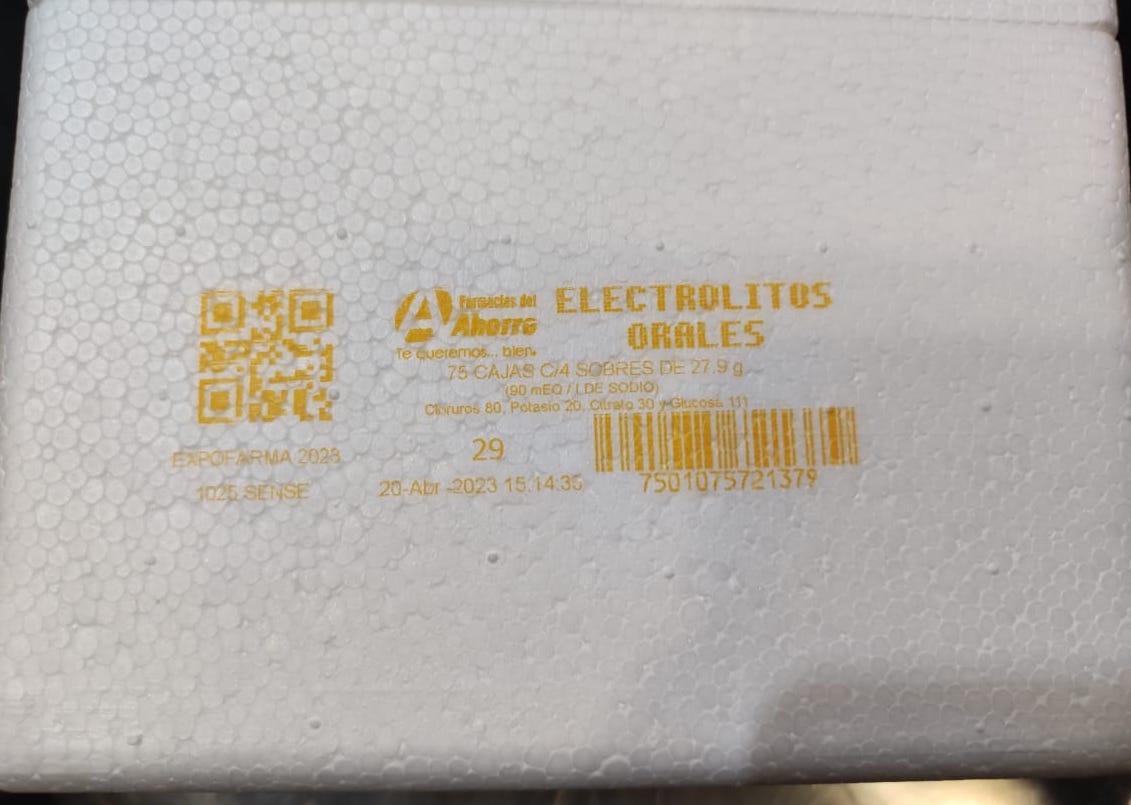 Farmacias del
Ahorro
Te queremos... bien.
ELECTROLITOS
ORALES
75 CAJAS C/4 SOBRES DE 27.9 g
(90 mEQ / LDE SODIO)
Cloruros 80, Potasio 20, Citrato 30 y Glucosa 111
EXPOFARMA 2023
1025 SENSE
29
20-Abr -2023 15:14:35
7501075721379